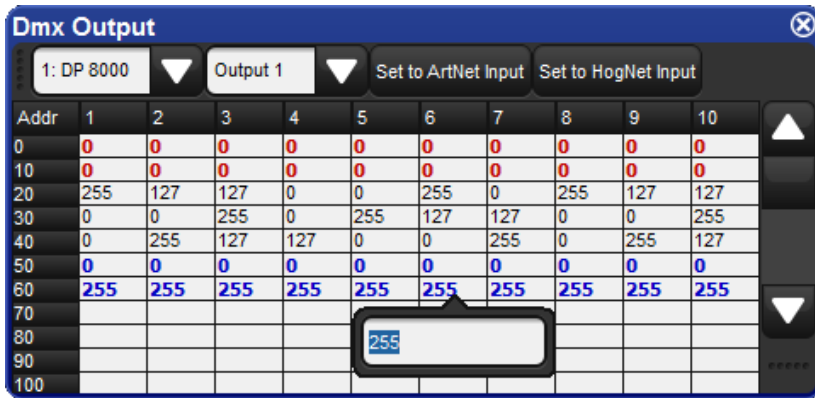 Dmx Output
1: DP 8000 Output 1 Set to ArtNet Input Set to HogNet Input
Addr 1 2 3 4 5 6 7 8 9 10
0 0 0 0 0 0 0 0 0 0 0
10 0 0 0 0 0 0 0 0 0 0
20 255 127 127 0 0 255 0 255 127 127
30 0 0 255 0 255 127 127 0 0 255
40 0 255 127 127 0 0 255 0 255 127
50 0 0 0 0 0 0 0 0 0 0
60 255 255 255 255 255 255 255 255 255 255
70
80 255
90
100